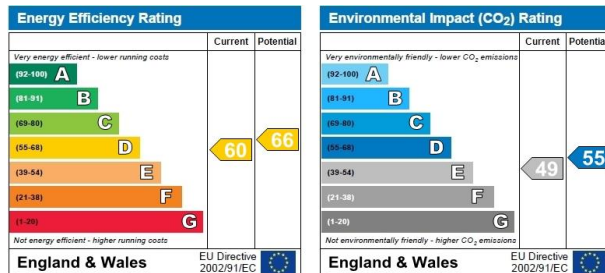 Energy Efficiency Rating
Current Potential
Very energy efficient - lower running costs
(92-100) A
(81-91) B
(69-80) C
(55-68) D
(39-54) E
(21-38) F
(1-20) G
60
66
Not energy efficient - higher running costs
England & Wales
EU Directive
2002/91/EC
Environmental Impact (CO₂) Rating
Current Potential
Very environmentally friendly - lower CO₂ emissions
(92-100) A
(81-91) B
(69-80) C
(55-68) D
(39-54) E
(21-38) F
(1-20) G
49
55
Not environmentally friendly - higher CO₂ emissions
England & Wales
EU Directive
2002/91/EC